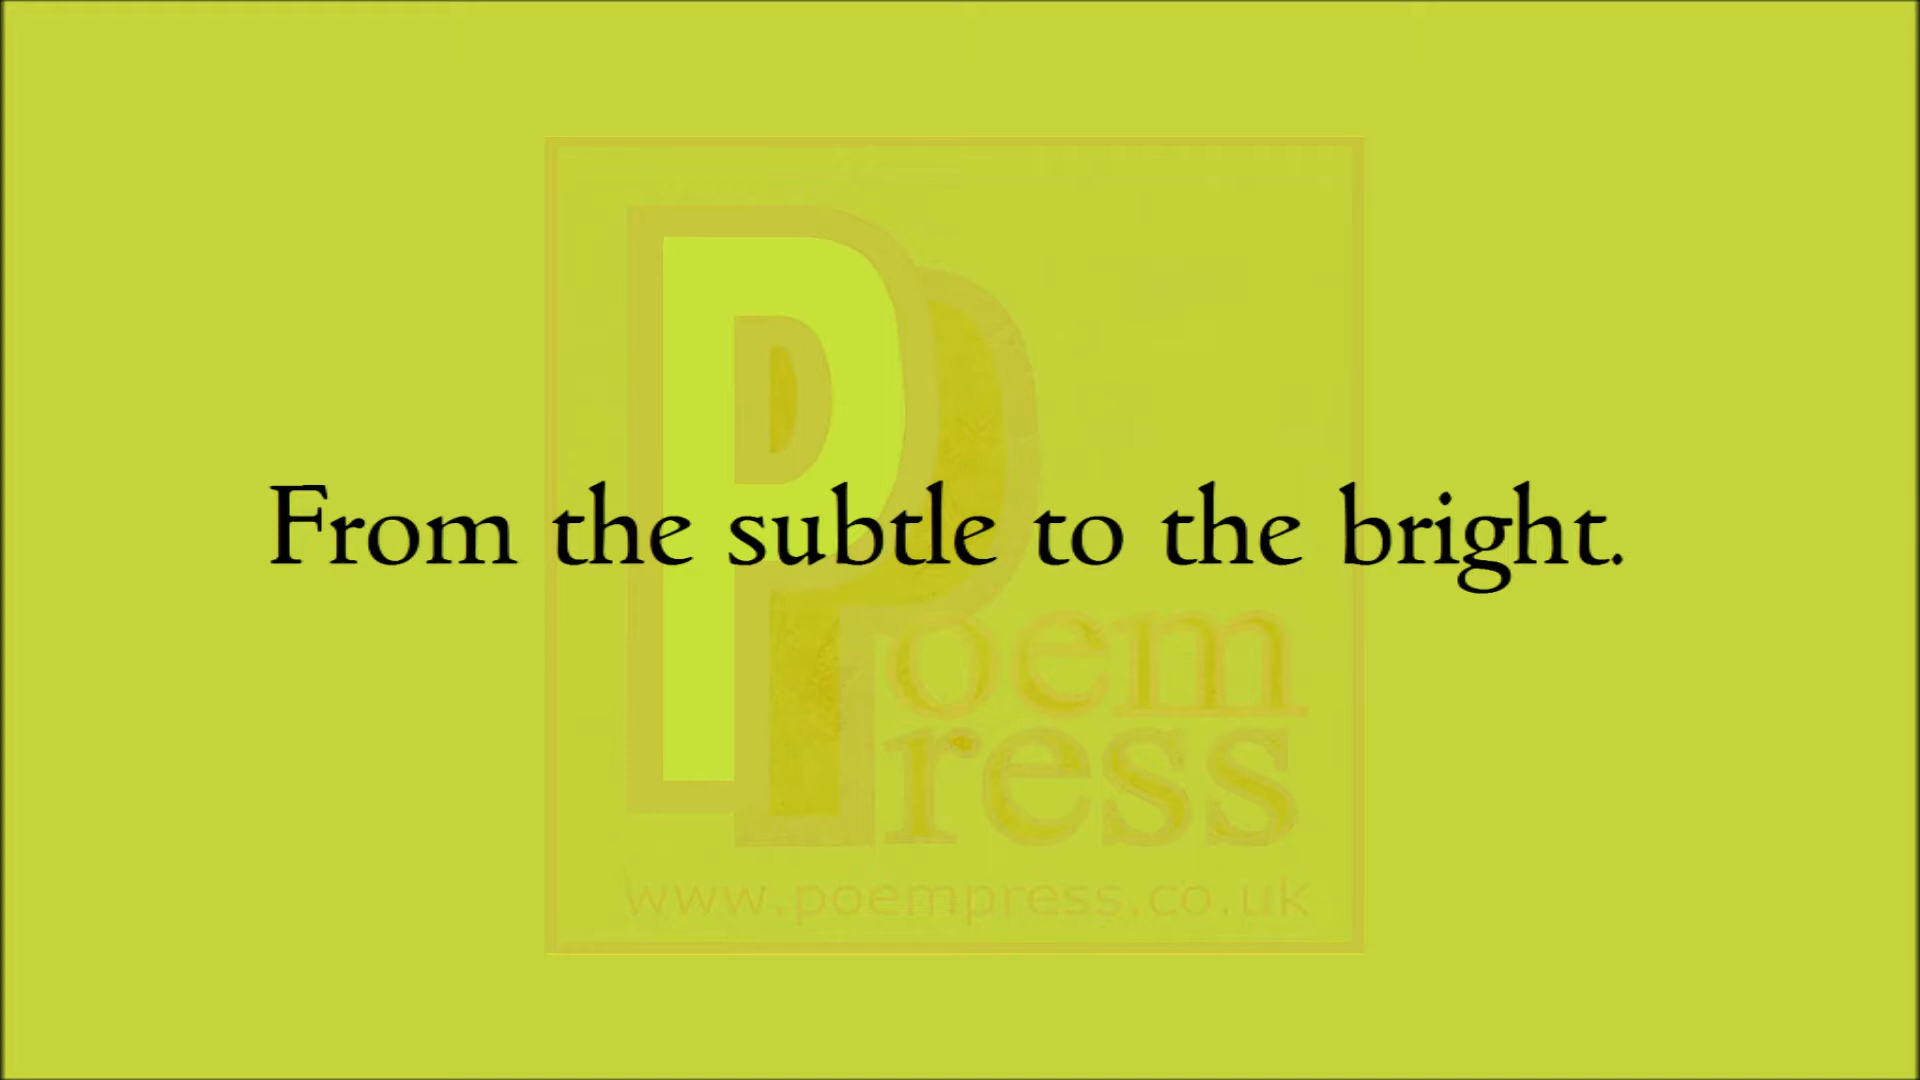 From the subtle to the bright.
P
Poem
Press
www.poempress.co.uk